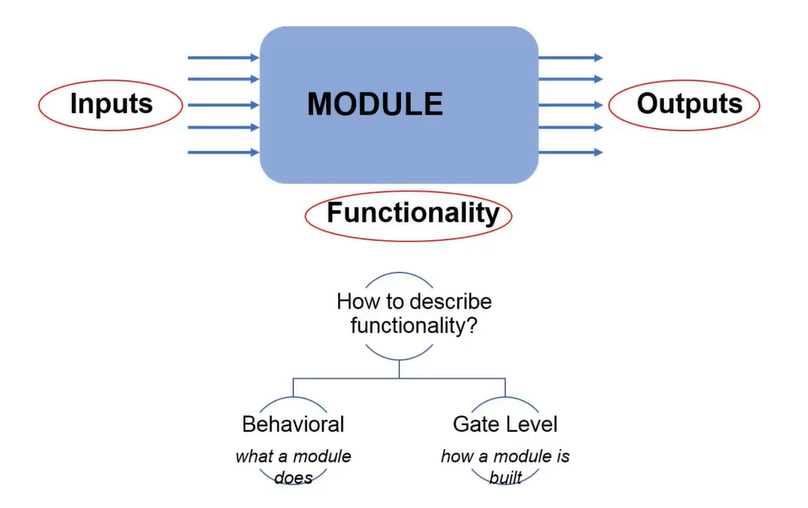 Inputs
MODULE
Outputs
Functionality
How to describe
functionality?
Behavioral
what a module
does
Gate Level
how a module is
built